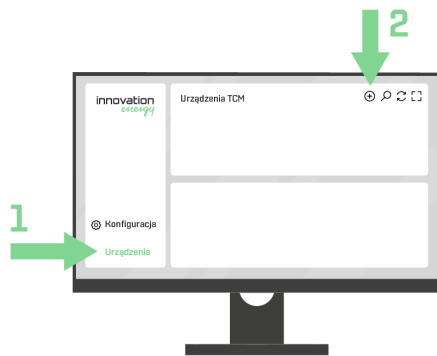 2
innovation
energy
Urządzenia TCM
1
Konfiguracja
Urządzenia